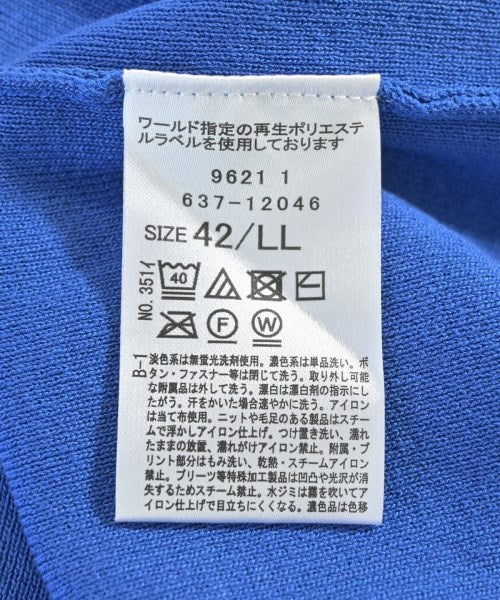 ワールド指定の再生ポリエステ
ルラベルを使用しております
9621 1
637-12046
SIZE 42/LL
NO. 351イ
40
F W
B-1
淡色系は無蛍光洗剤使用。濃色系は単品洗い。ボ
タン・ファスナー等は閉じて洗う。取り外し可能
な附属品は外して洗う。漂白は漂白剤の指示にし
たがう。汗をかいた場合速やかに洗う。アイロン
は当て布使用。ニットや毛足のある製品はスチー
ムで浮かしアイロン仕上げ。つけ置き洗い、濡れ
たままの放置、濡れがけアイロン禁止。附属・プ
リント部分はもみ洗い、乾熱・スチームアイロン
禁止。プリーツ等特殊加工製品は凹凸や光沢が消
失するためスチーム禁止。水ジミは霧を吹いてア
イロン仕上げで目立ちにくくなる。濃色品は色移